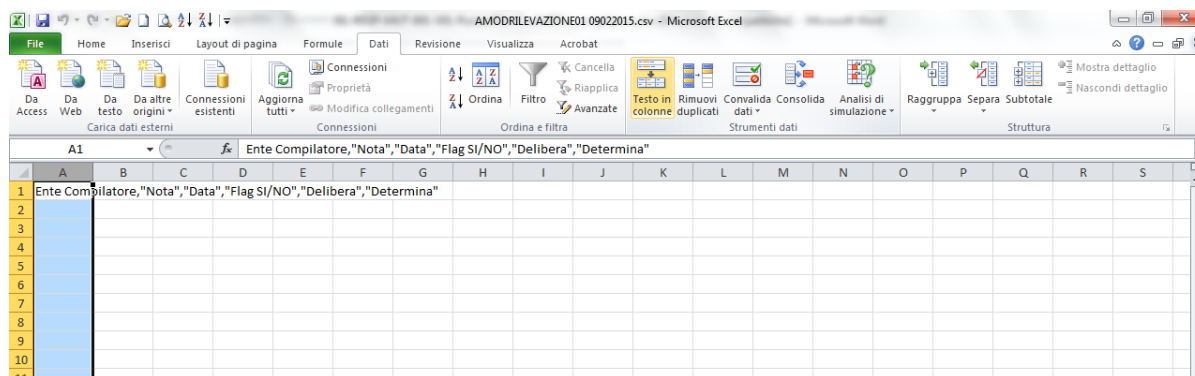 AMODRILEVAZIONE01 09022015.csv - Microsoft Excel
File Home Inserisci Layout di pagina Formule Dati Revisione Visualizza Acrobat
Da Access Da Web Da testo Da altre origini Connessioni esistenti Aggiorna tutti Connessioni Proprietà Modifica collegamenti Ordina Filtro Cancella Riapplica Avanzate Testo in colonne Rimuovi duplicati Convalida dati Consolida Analisi di simulazione Raggruppa Separa Subtotale Mostra dettaglio Nascondi dettaglio
Carica dati esterni Connessioni Ordina e filtra Strumenti dati Struttura
A1 fx Ente Compilatore,"Nota","Data","Flag SI/NO","Delibera","Determina"
A B C D E F G H I J K L M N O P Q R S
1 Ente Compilatore,"Nota","Data","Flag SI/NO","Delibera","Determina"
2
3
4
5
6
7
8
9
10
11